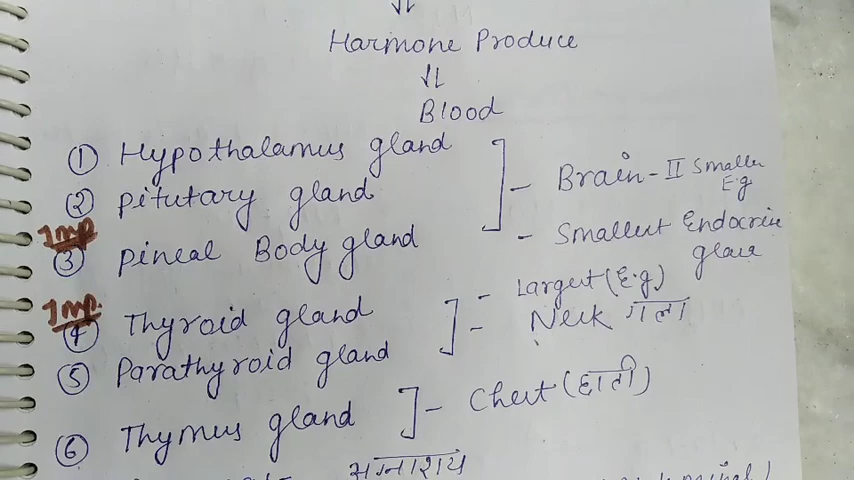 Harmone Produce
Blood
① Hypothalamus gland
② pitutary gland
Brain - II Smaller
E.g
Imp
③ pineal Body gland
- Smallest Endocrine
gland
Imp.
④ Thyroid gland
- Largest (E.g)
- Neck गला
⑤ Parathyroid gland
⑥ Thymus gland
- Chest (छाती)
अग्नाशय